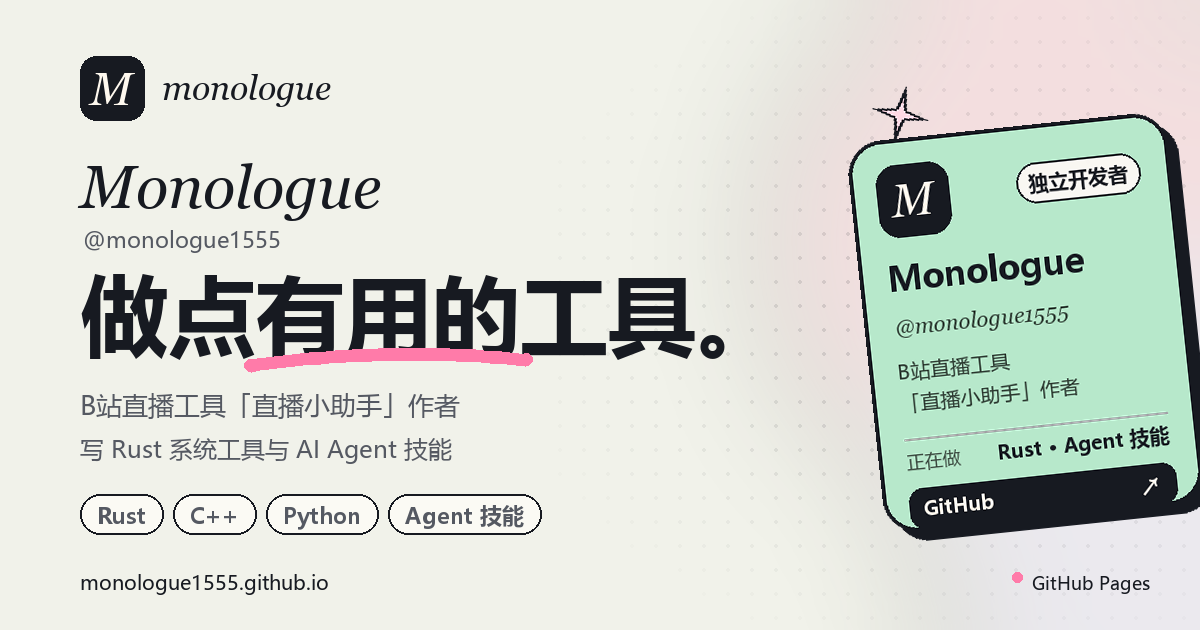 M monologue
Monologue
@monologue1555
做点有用的工具。
B站直播工具「直播小助手」作者
写 Rust 系统工具与 AI Agent 技能
Rust C++ Python Agent 技能
monologue1555.github.io
M 独立开发者
Monologue
@monologue1555
B站直播工具
「直播小助手」作者
正在做 Rust・Agent 技能
GitHub ↗
GitHub Pages